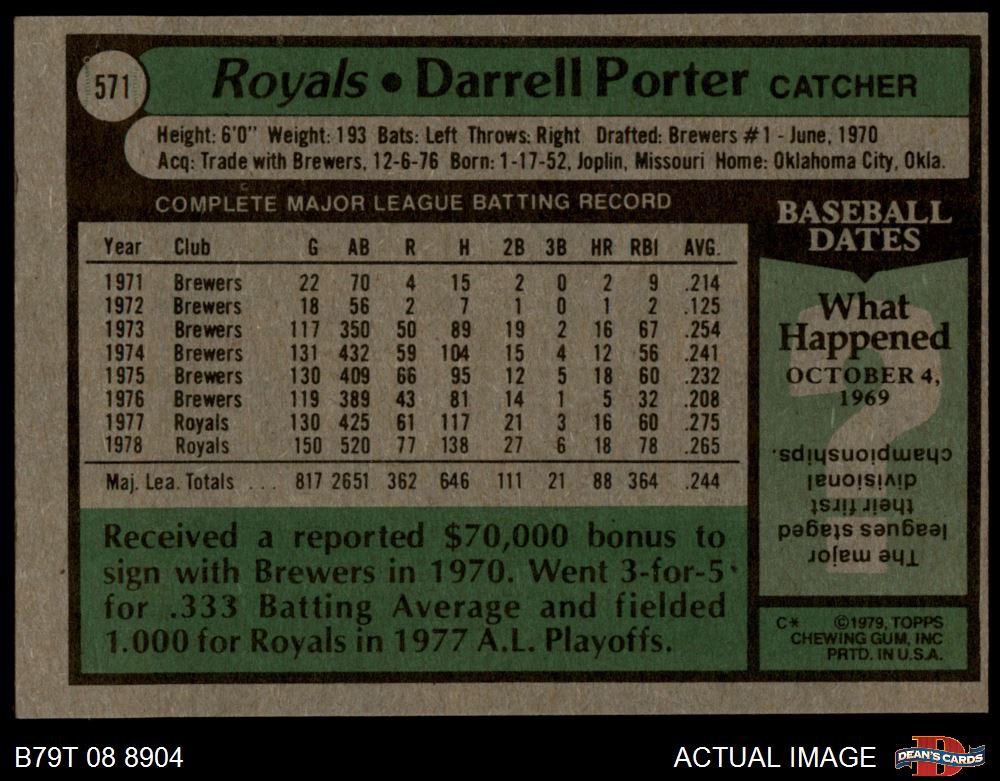 571
Royals • Darrell Porter CATCHER
Height: 6'0" Weight: 193 Bats: Left Throws: Right Drafted: Brewers #1 - June, 1970
Acq: Trade with Brewers, 12-6-76 Born: 1-17-52, Joplin, Missouri Home: Oklahoma City, Okla.
COMPLETE MAJOR LEAGUE BATTING RECORD
Year Club G AB R H 2B 3B HR RBI AVG.
1971 Brewers 22 70 4 15 2 0 2 9 .214
1972 Brewers 18 56 2 7 1 0 1 2 .125
1973 Brewers 117 350 50 89 19 2 16 67 .254
1974 Brewers 131 432 59 104 15 4 12 56 .241
1975 Brewers 130 409 66 95 12 5 18 60 .232
1976 Brewers 119 389 43 81 14 1 5 32 .208
1977 Royals 130 425 61 117 21 3 16 60 .275
1978 Royals 150 520 77 138 27 6 18 78 .265
Maj. Lea. Totals ... 817 2651 362 646 111 21 88 364 .244
Received a reported $70,000 bonus to
sign with Brewers in 1970. Went 3-for-5
for .333 Batting Average and fielded
1.000 for Royals in 1977 A.L. Playoffs.
BASEBALL
DATES
What
Happened
OCTOBER 4,
1969
?
The major
leagues staged
their first
divisional
championships.
C* ©1979, TOPPS
CHEWING GUM, INC
PRTD. IN U.S.A.
B79T 08 8904
ACTUAL IMAGE
D
DEAN'S CARDS